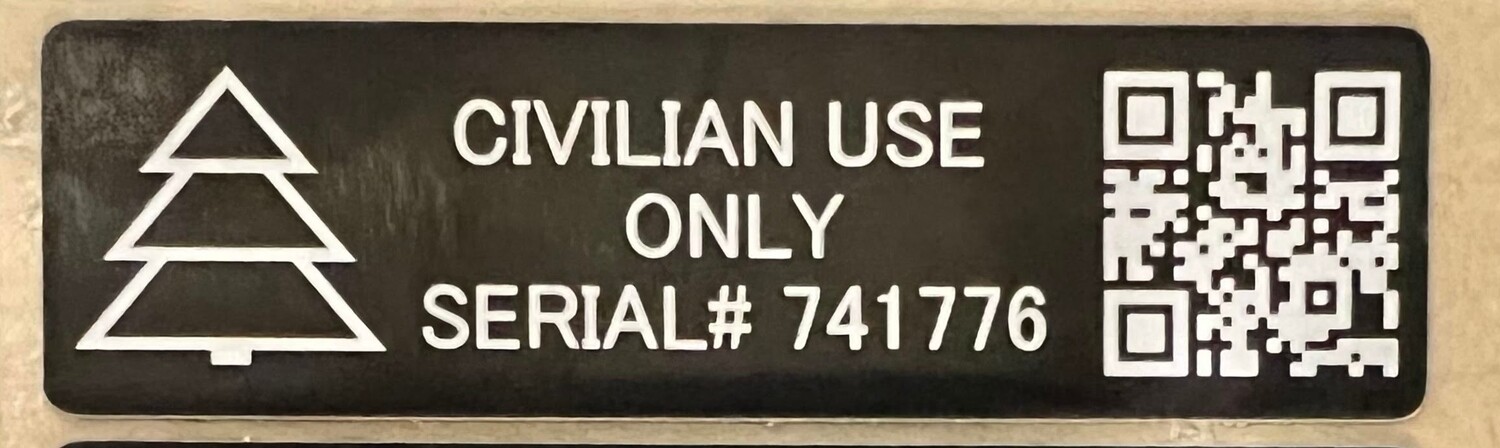 CIVILIAN USE
ONLY
SERIAL# 741776